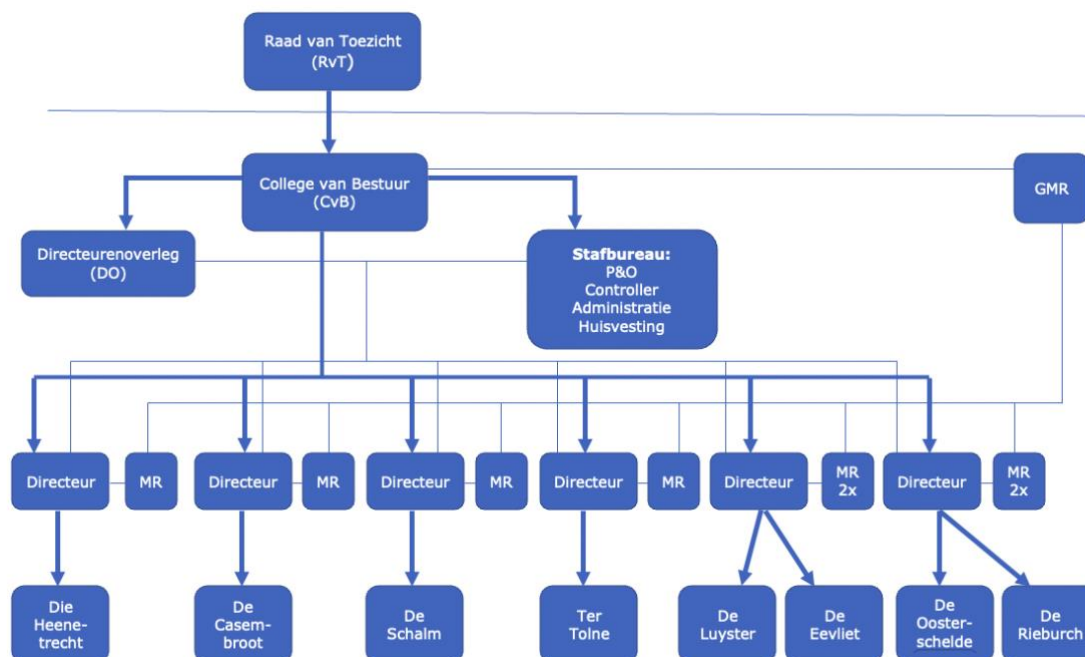 Raad van Toezicht
(RvT)
College van Bestuur
(CvB)
GMR
Directeurenoverleg
(DO)
Stafbureau:
P&O
Controller
Administratie
Huisvesting
Directeur
MR
Directeur
MR
Directeur
MR
Directeur
MR
Directeur
MR
2x
Directeur
MR
2x
Die
Heene-
trecht
De
Casem-
broot
De
Schalm
Ter
Tolne
De
Luyster
De
Eevliet
De
Ooster-
schelde
De
Rieburch